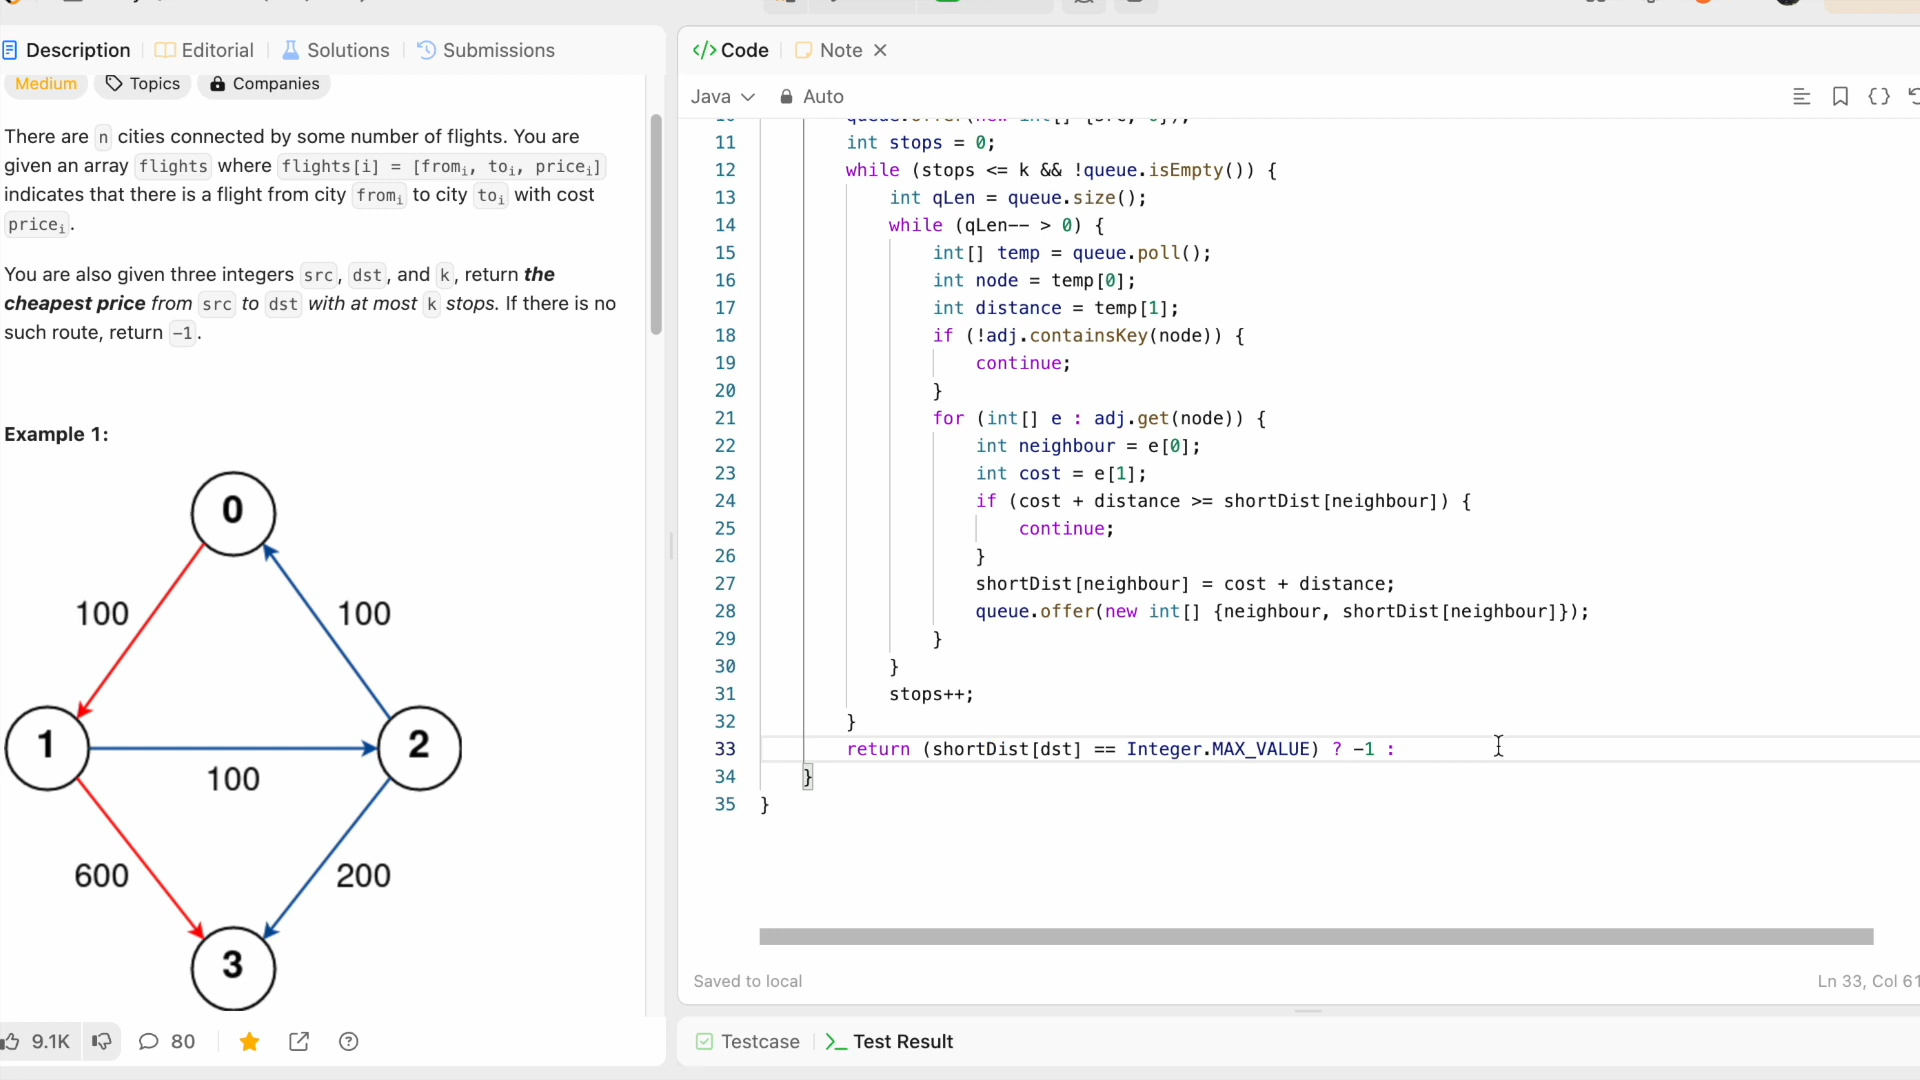 Description
Editorial
Solutions
Submissions
Medium
Topics
Companies
There are n cities connected by some number of flights. You are
given an array flights where flights[i] = [fromi, toi, pricei]
indicates that there is a flight from city fromi to city toi with cost
pricei.
You are also given three integers src, dst, and k, return the
cheapest price from src to dst with at most k stops. If there is no
such route, return -1.
Example 1:
0
100
100
1
2
100
600
200
3
9.1K
80
</> Code
Note
Java
Auto
11 int stops = 0;
12 while (stops <= k && !queue.isEmpty()) {
13 int qLen = queue.size();
14 while (qLen-- > 0) {
15 int[] temp = queue.poll();
16 int node = temp[0];
17 int distance = temp[1];
18 if (!adj.containsKey(node)) {
19 continue;
20 }
21 for (int[] e : adj.get(node)) {
22 int neighbour = e[0];
23 int cost = e[1];
24 if (cost + distance >= shortDist[neighbour]) {
25 continue;
26 }
27 shortDist[neighbour] = cost + distance;
28 queue.offer(new int[] {neighbour, shortDist[neighbour]});
29 }
30 }
31 stops++;
32 }
33 return (shortDist[dst] == Integer.MAX_VALUE) ? -1 :
34 }
35 }
Saved to local
Ln 33, Col 61
Testcase
Test Result